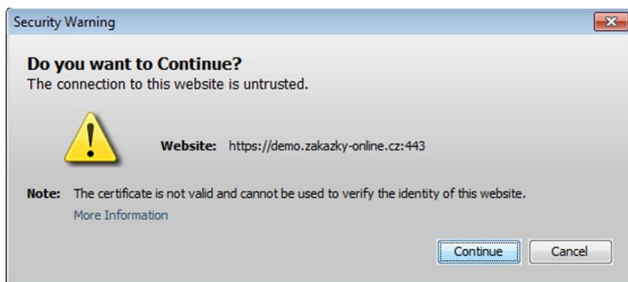 Security Warning
Do you want to Continue?
The connection to this website is untrusted.
Website: https://demo.zakazky-online.cz:443
Note: The certificate is not valid and cannot be used to verify the identity of this website.
More Information
Continue Cancel